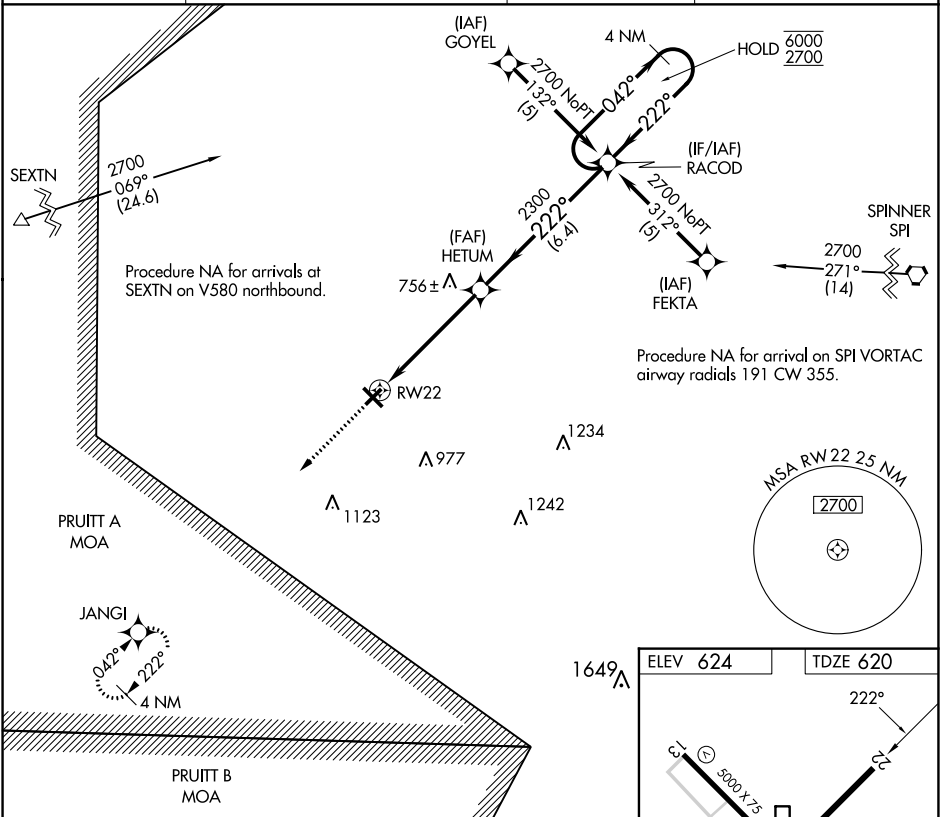 (IAF)
GOYEL
4 NM
HOLD
6000
2700
2700 NoPT
132°
(5)
042°
222°
(IF/IAF)
RACOD
SEXTN
2700
069°
(24.6)
2300
222°
(6.4)
2700 NoPT
312°
(5)
SPINNER
SPI
2700
271°
(14)
(FAF)
HETUM
756±
(IAF)
FEKTA
Procedure NA for arrivals at
SEXTN on V580 northbound.
Procedure NA for arrival on SPI VORTAC
airway radials 191 CW 355.
RW22
1234
977
1123
1242
MSA RW 22 25 NM
2700
PRUITT A
MOA
JANGI
042°
222°
4 NM
1649
ELEV 624
TDZE 620
222°
13
V
5000 X 75
22
PRUITT B
MOA